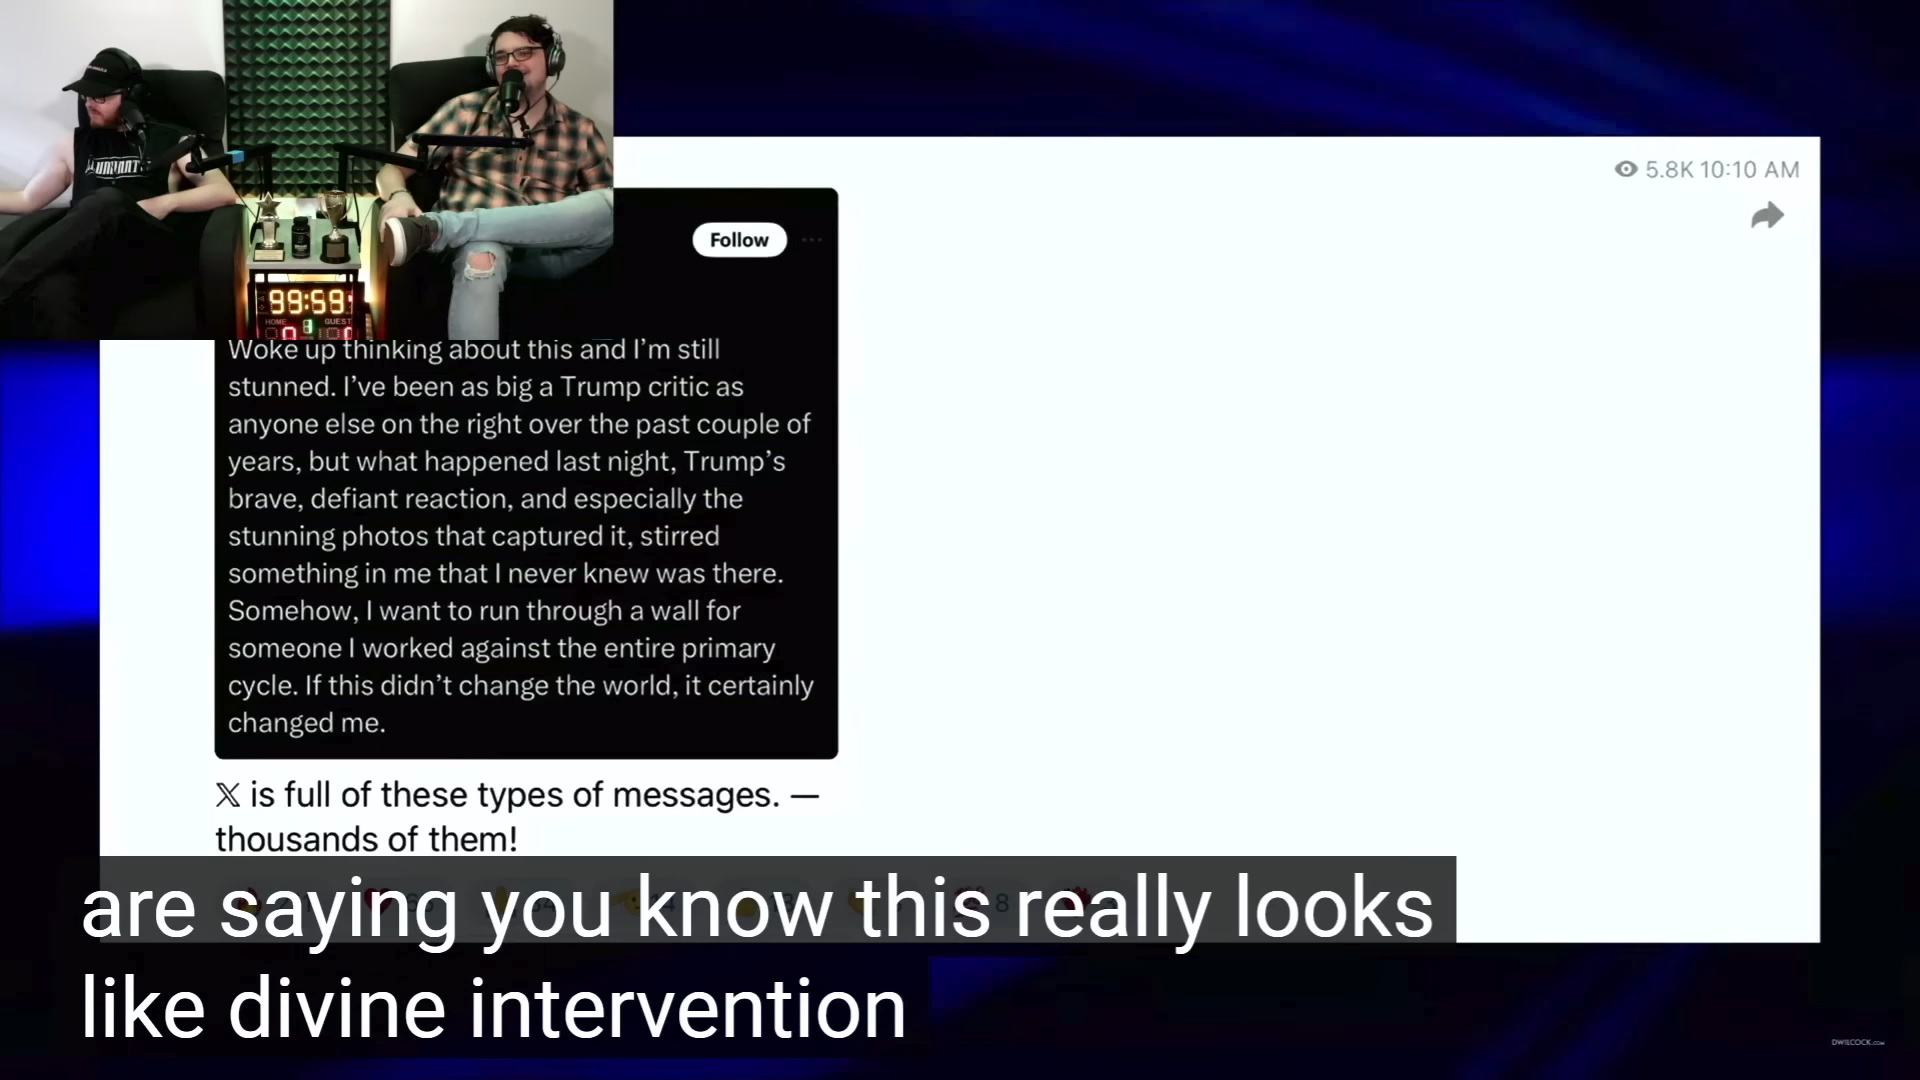 5.8K 10:10 AM
Follow
99:59
HOME
GUEST
Woke up thinking about this and I'm still
stunned. I've been as big a Trump critic as
anyone else on the right over the past couple of
years, but what happened last night, Trump's
brave, defiant reaction, and especially the
stunning photos that captured it, stirred
something in me that I never knew was there.
Somehow, I want to run through a wall for
someone I worked against the entire primary
cycle. If this didn't change the world, it certainly
changed me.
𝕏 is full of these types of messages. —
thousands of them!
are saying you know this really looks
like divine intervention
DWILCOCK.COM